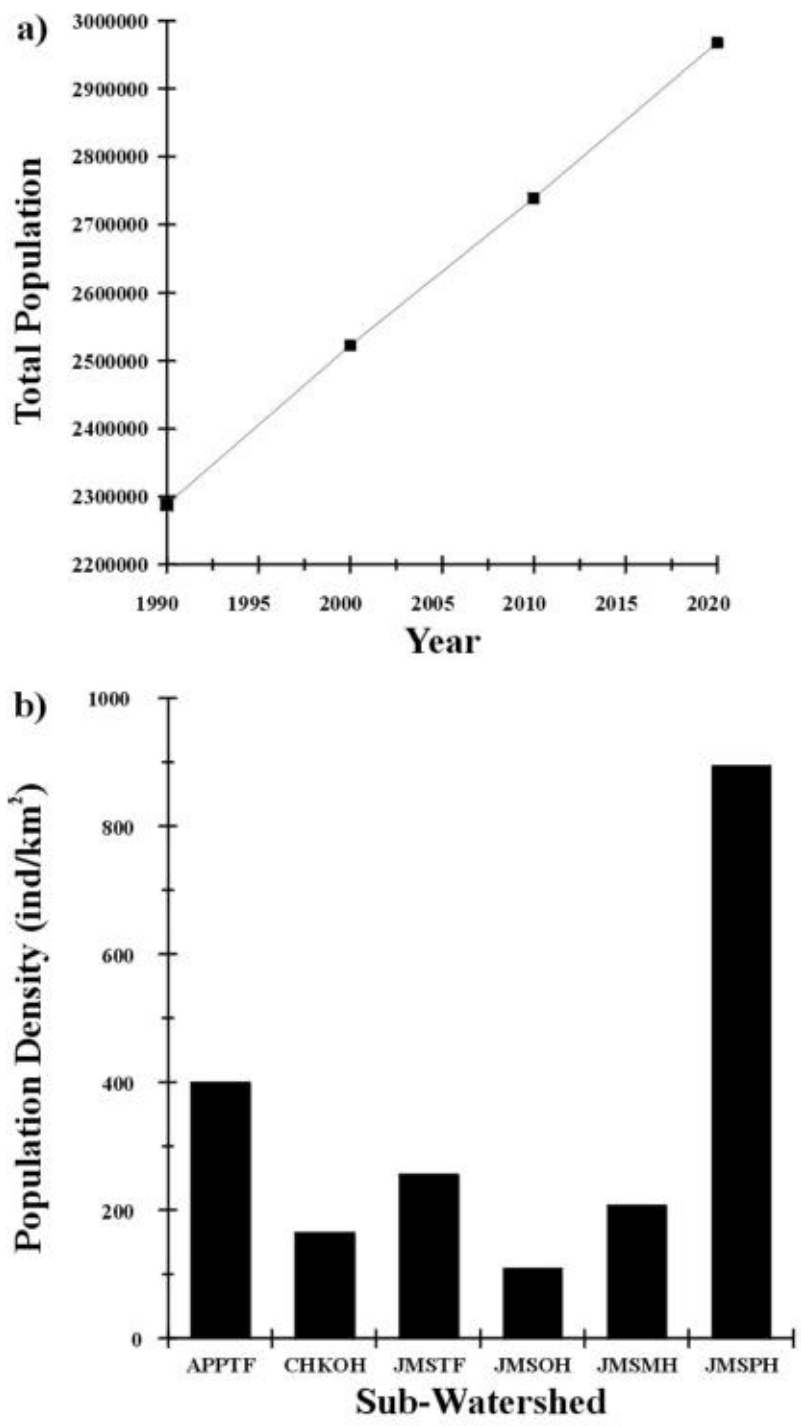 a)
3000000
2900000
2800000
2700000
2600000
2500000
2400000
2300000
2200000
Total Population
1990 1995 2000 2005 2010 2015 2020
Year
b)
1000
800
600
400
200
0
Population Density (ind/km²)
APPTF CHKOH JMSTF JMSOH JMSMH JMSPH
Sub-Watershed